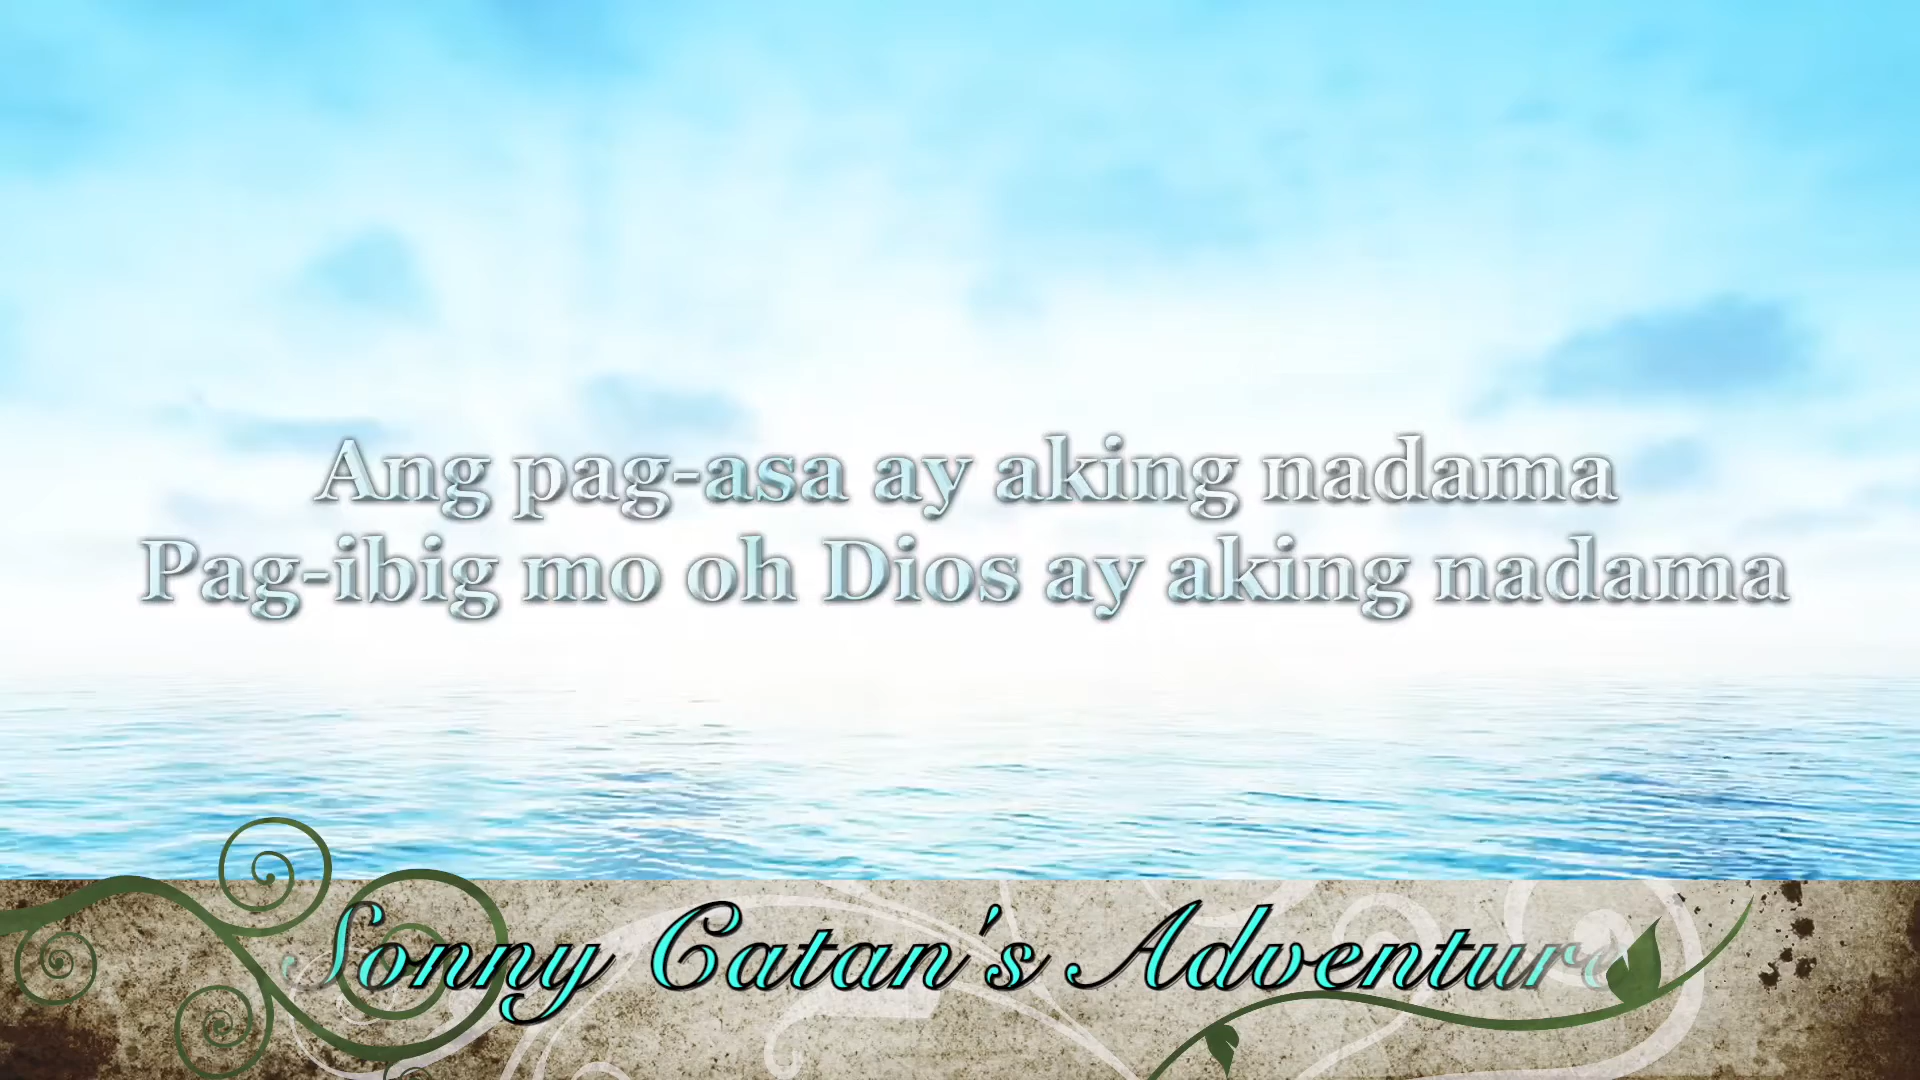 Ang pag-asa ay aking nadama
Pag-ibig mo oh Dios ay aking nadama
Sonny Catan's Adventure